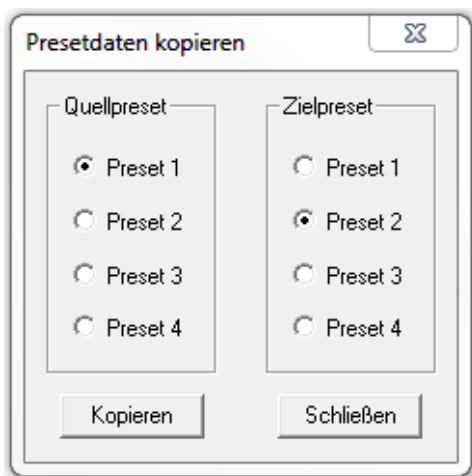 Presetdaten kopieren
Quellpreset
Preset 1
Preset 2
Preset 3
Preset 4
Zielpreset
Preset 1
Preset 2
Preset 3
Preset 4
Kopieren
Schließen